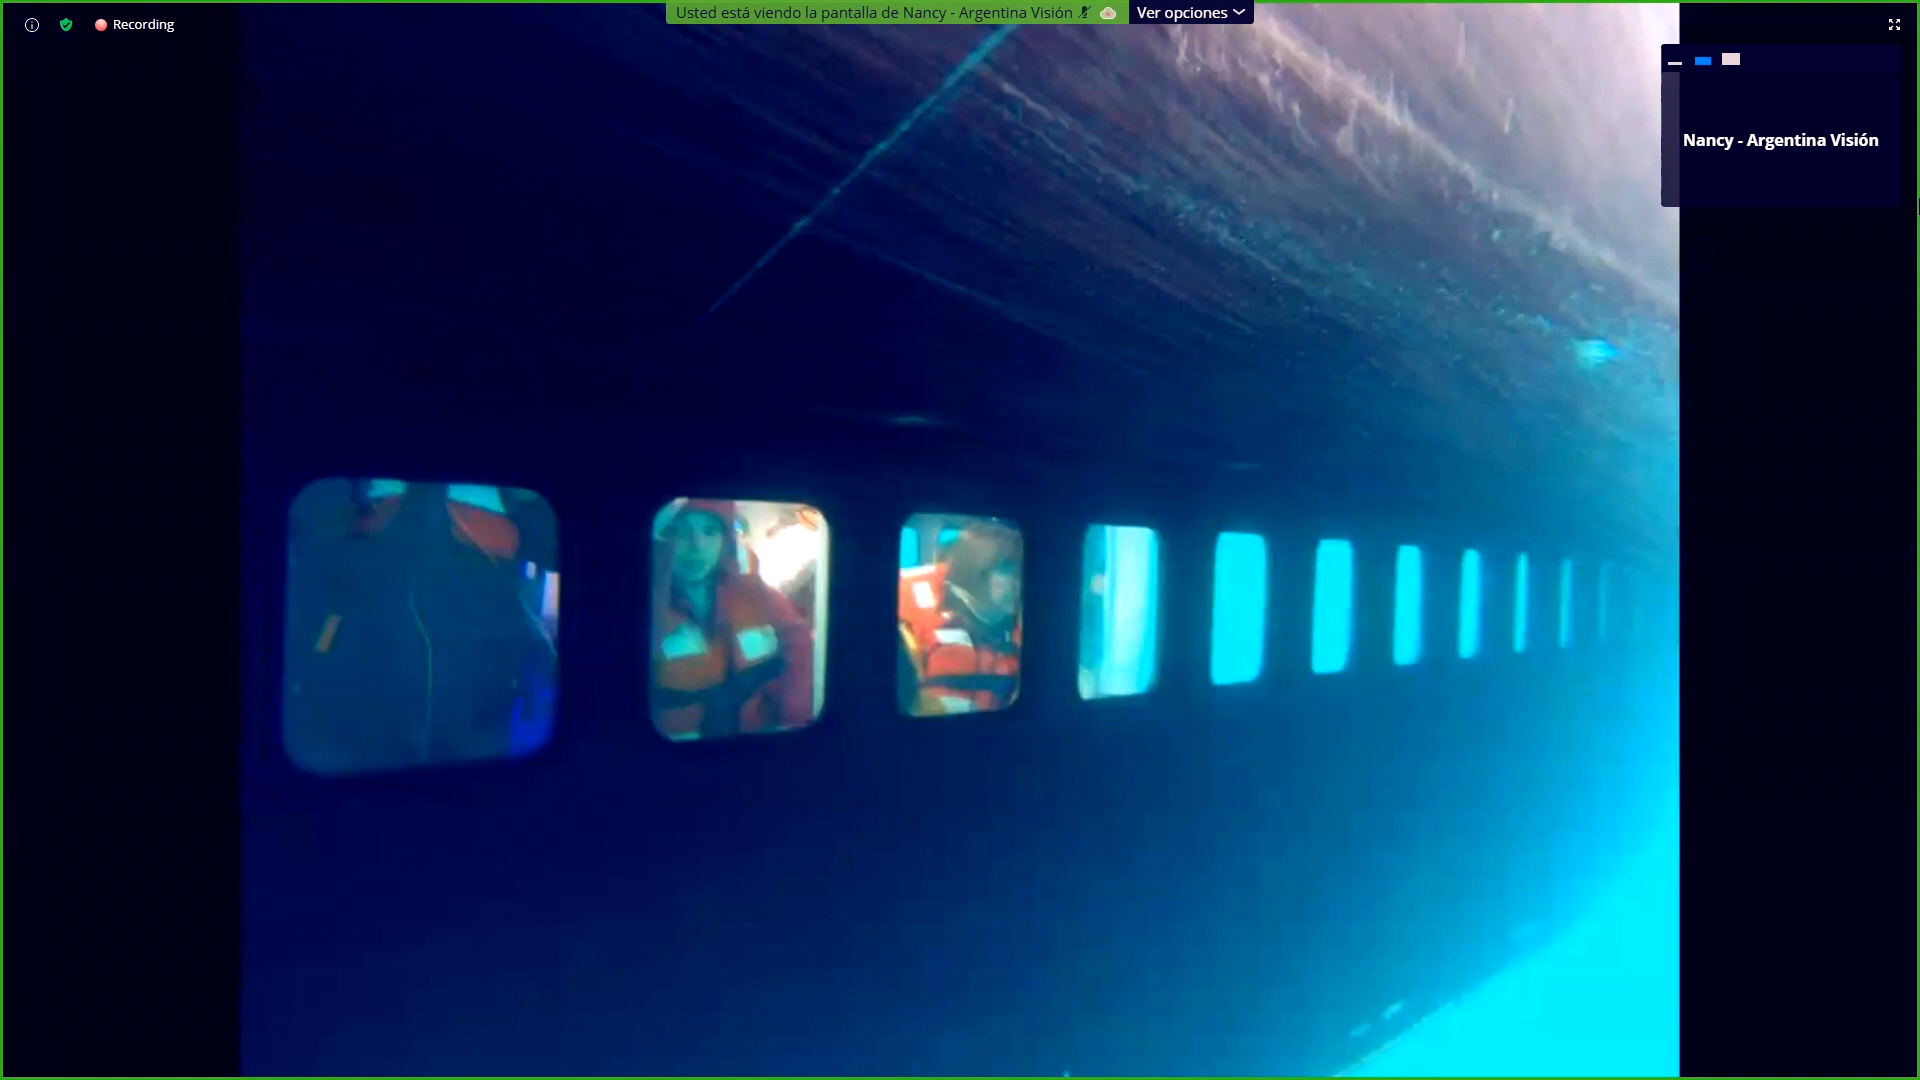 Recording
Usted está viendo la pantalla de Nancy - Argentina Visión
Ver opciones
Nancy - Argentina Visión